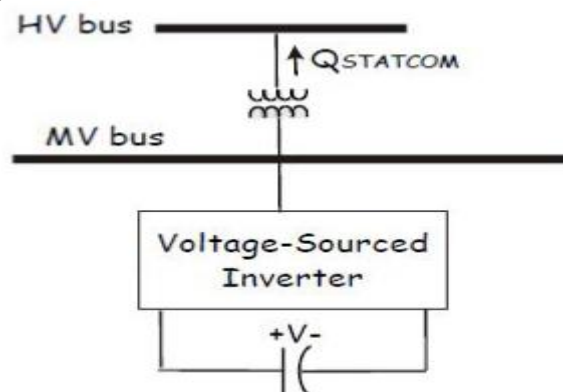 HV bus
QSTATCOM
MV bus
Voltage-Sourced
Inverter
+V-